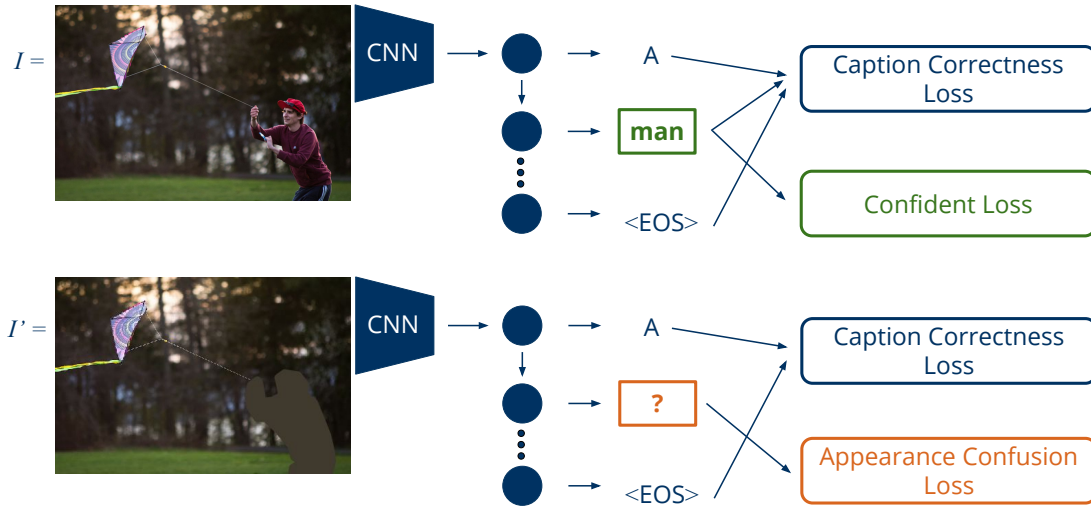 I =
CNN
A
Caption Correctness
Loss
man
Confident Loss
<EOS>
I’ =
CNN
A
Caption Correctness
Loss
?
Appearance Confusion
Loss
<EOS>